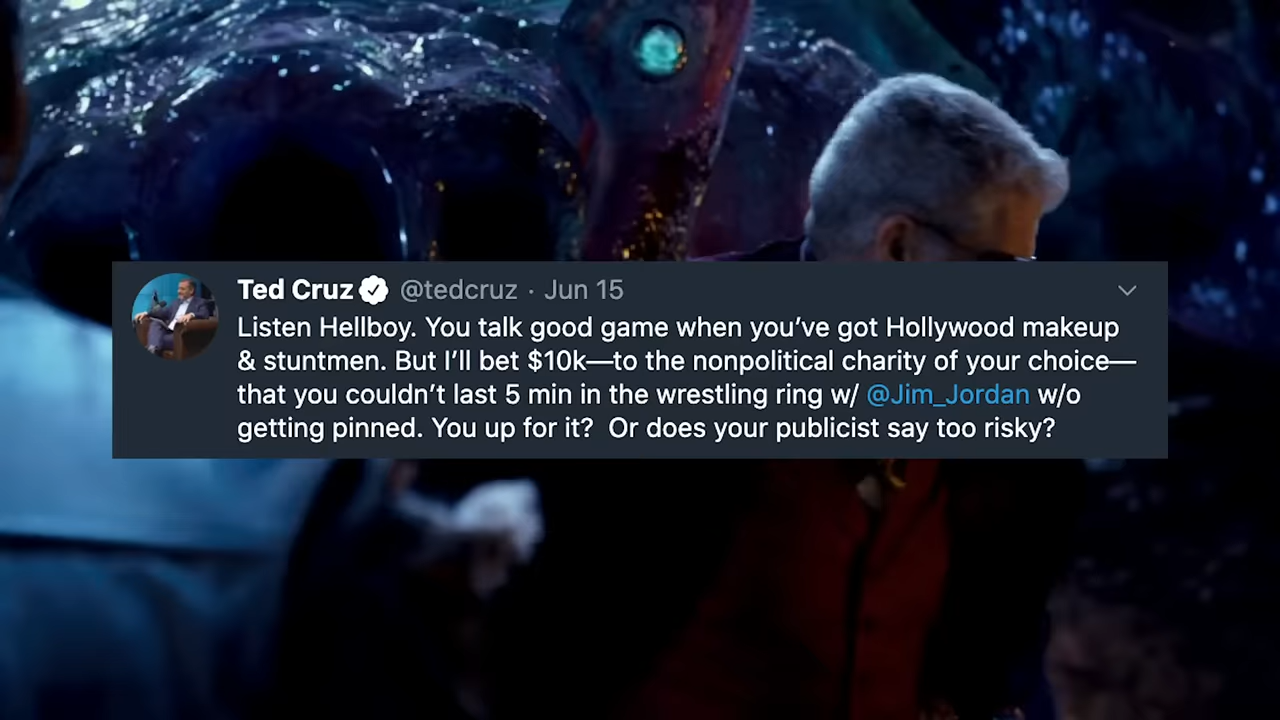 Ted Cruz @tedcruz · Jun 15
Listen Hellboy. You talk good game when you’ve got Hollywood makeup
& stuntmen. But I’ll bet $10k—to the nonpolitical charity of your choice—
that you couldn’t last 5 min in the wrestling ring w/ @Jim_Jordan w/o
getting pinned. You up for it?  Or does your publicist say too risky?